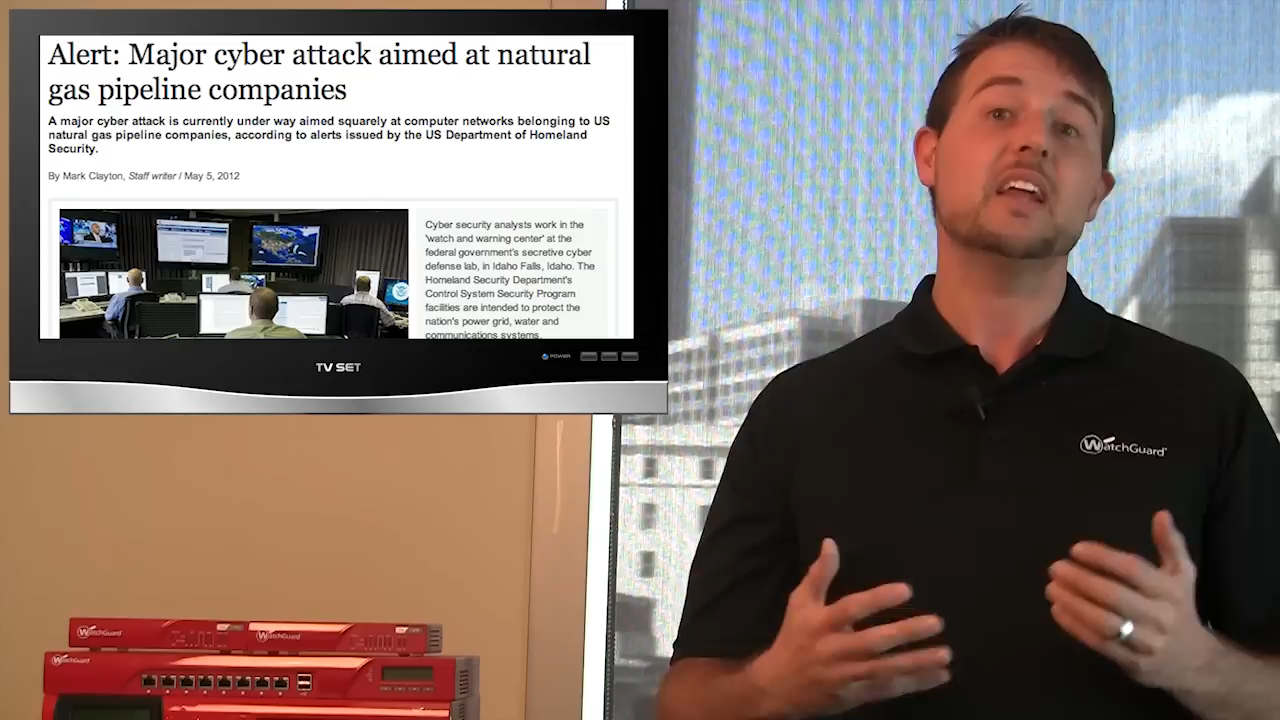 Alert: Major cyber attack aimed at natural
gas pipeline companies
A major cyber attack is currently under way aimed squarely at computer networks belonging to US
natural gas pipeline companies, according to alerts issued by the US Department of Homeland
Security.
By Mark Clayton, Staff writer / May 5, 2012
Cyber security analysts work in the
'watch and warning center' at the
federal government's secretive cyber
defense lab, in Idaho Falls, Idaho. The
Homeland Security Department's
Control System Security Program
facilities are intended to protect the
nation's power grid, water and
communications systems.
POWER
TV SET
WatchGuard
WatchGuard
WatchGuard
WatchGuard